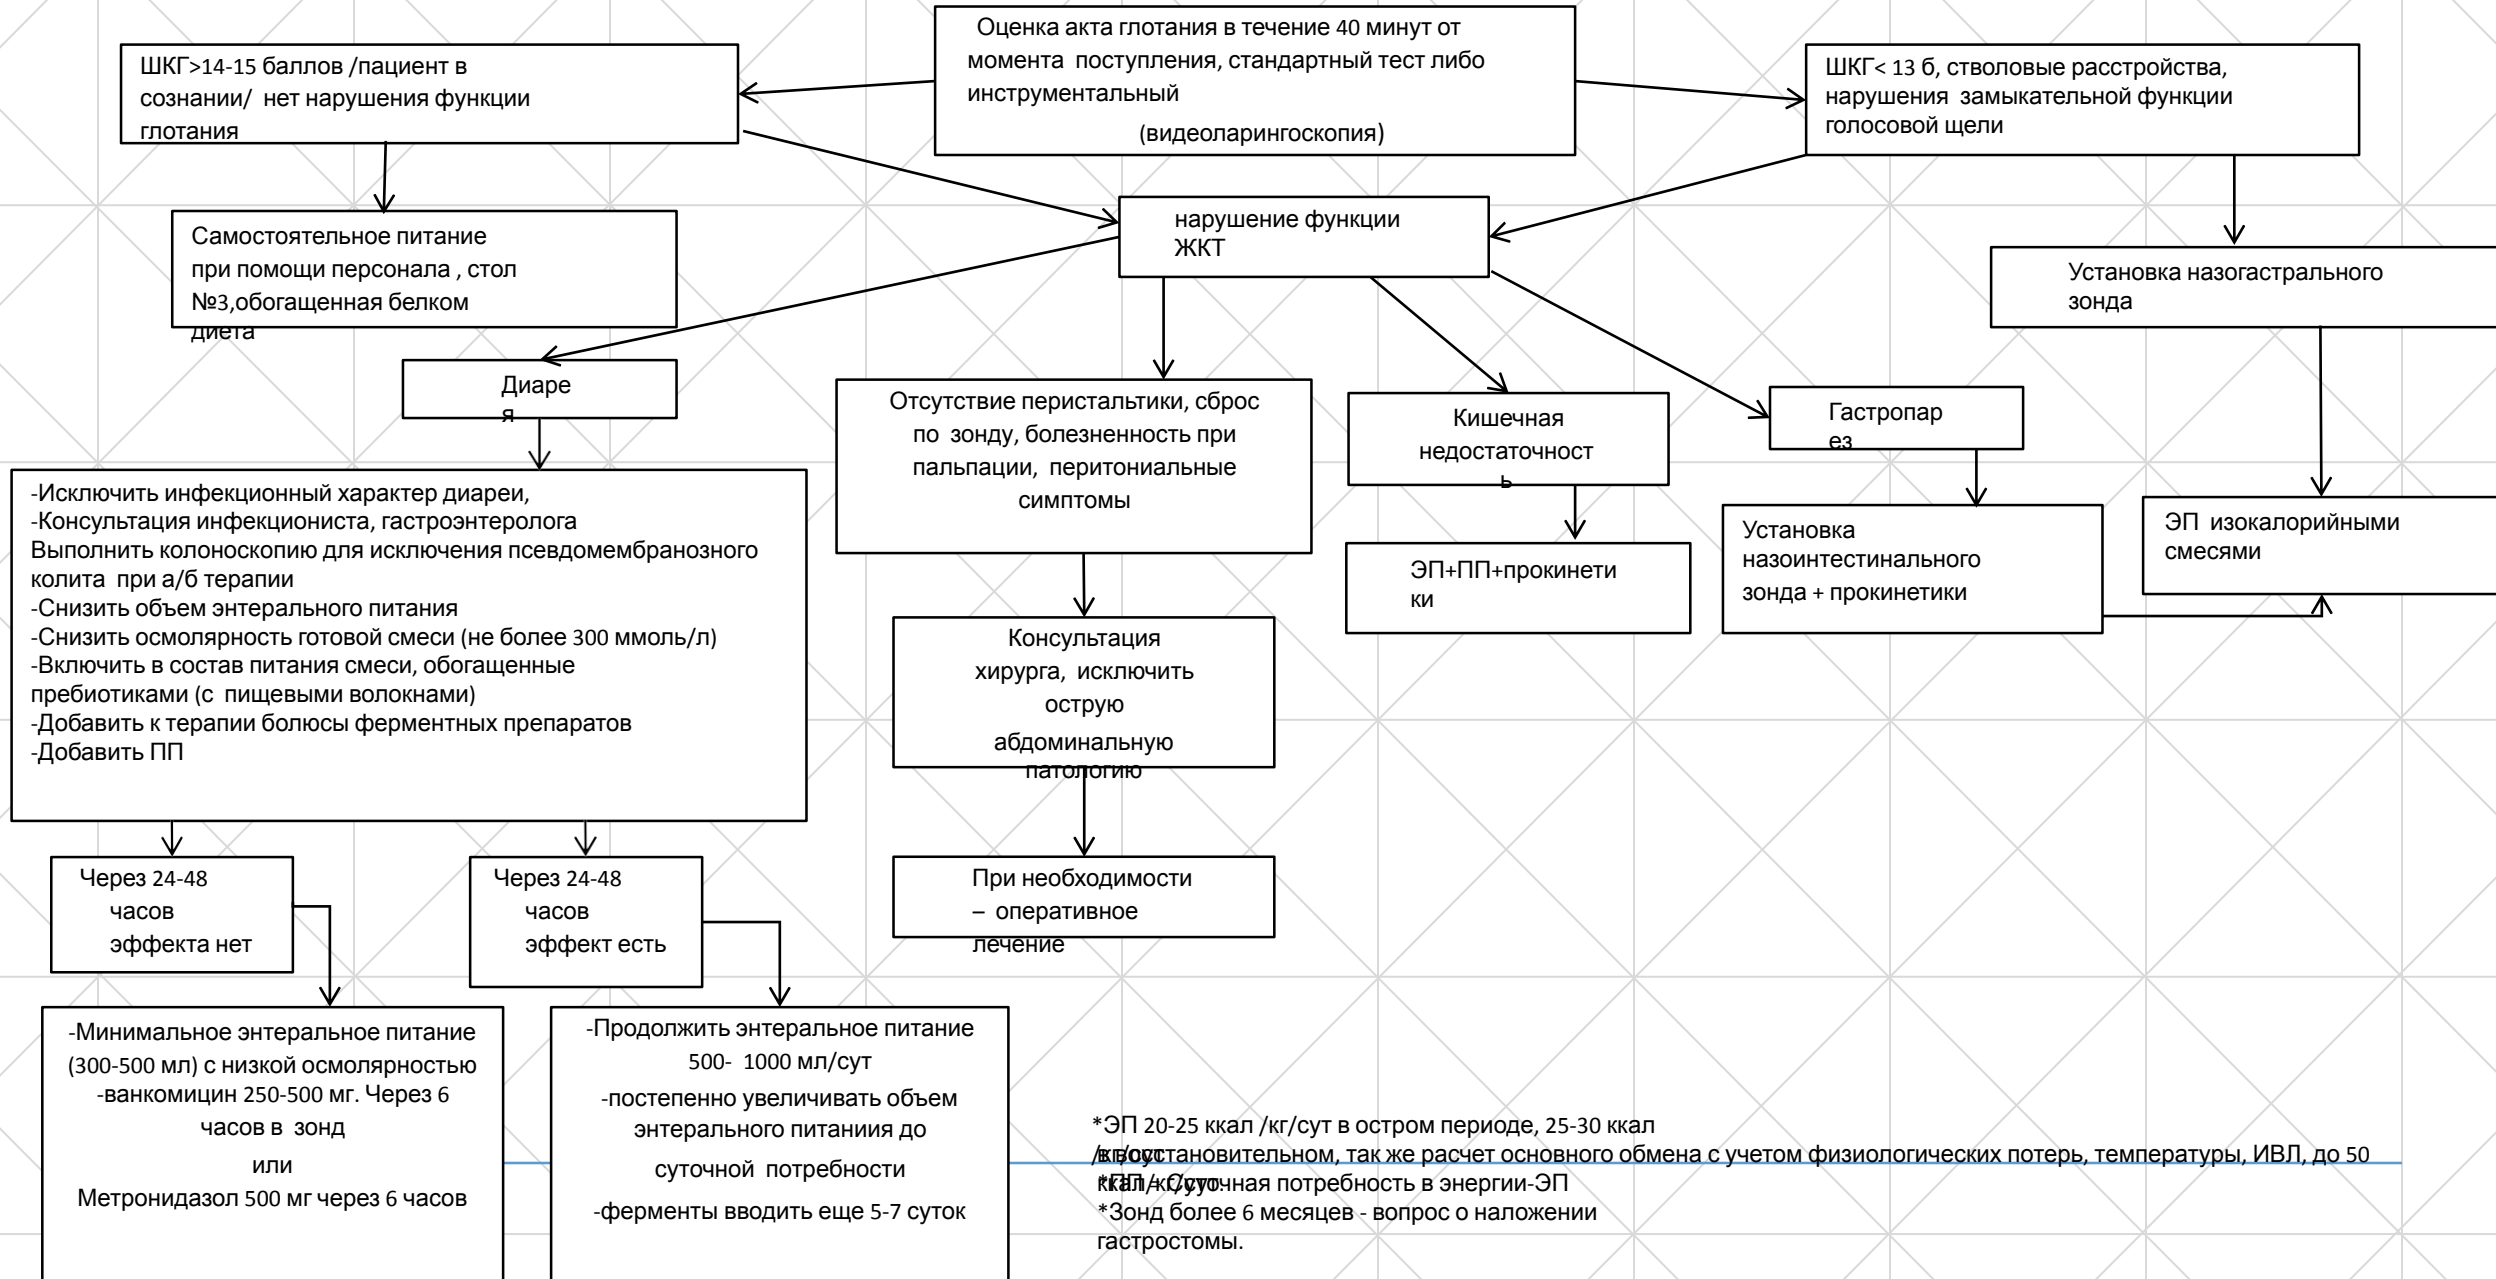 Оценка акта глотания в течение 40 минут от
момента поступления, стандартный тест либо
инструментальный
(видеоларингоскопия)
ШКГ>14-15 баллов /пациент в
сознании/ нет нарушения функции
глотания
ШКГ< 13 б, стволовые расстройства,
нарушения замыкательной функции
голосовой щели
Самостоятельное питание
при помощи персонала , стол
№3,обогащенная белком
диета
нарушение функции
ЖКТ
Установка назогастрального
зонда
Диаре
я
Отсутствие перистальтики, сброс
по зонду, болезненность при
пальпации, перитониальные
симптомы
Кишечная
недостаточност
ь
Гастропар
ез
-Исключить инфекционный характер диареи,
-Консультация инфекциониста, гастроэнтеролога
Выполнить колоноскопию для исключения псевдомембранозного
колита при а/б терапии
-Снизить объем энтерального питания
-Снизить осмолярность готовой смеси (не более 300 ммоль/л)
-Включить в состав питания смеси, обогащенные
пребиотиками (с пищевыми волокнами)
-Добавить к терапии болюсы ферментных препаратов
-Добавить ПП
ЭП+ПП+прокинети
ки
Установка
назоинтестинального
зонда + прокинетики
ЭП изокалорийными
смесями
Консультация
хирурга, исключить
острую
абдоминальную
патологию
Через 24-48
часов
эффекта нет
Через 24-48
часов
эффект есть
При необходимости
– оперативное
лечение
-Минимальное энтеральное питание
(300-500 мл) с низкой осмолярностью
-ванкомицин 250-500 мг. Через 6
часов в зонд
или
Метронидазол 500 мг через 6 часов
-Продолжить энтеральное питание
500- 1000 мл/сут
-постепенно увеличивать объем
энтерального питаниия до
суточной потребности
-ферменты вводить еще 5-7 суток
*ЭП 20-25 ккал /кг/сут в остром периоде, 25-30 ккал
/кг/сут
в восстановительном, так же расчет основного обмена с учетом физиологических потерь, температуры, ИВЛ, до 50
ккал/кг/сут
Суточная потребность в энергии-ЭП
*Зонд более 6 месяцев - вопрос о наложении
гастростомы.